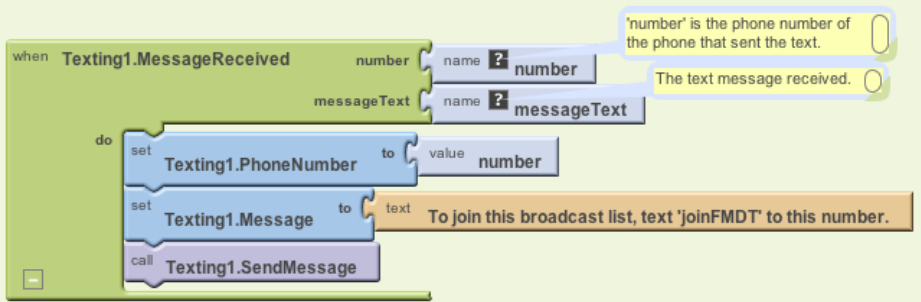 'number' is the phone number of
the phone that sent the text.
when Texting1.MessageReceived number name ? number
The text message received.
messageText name ? messageText
do
set Texting1.PhoneNumber to value number
set Texting1.Message to text To join this broadcast list, text 'joinFMDT' to this number.
call Texting1.SendMessage